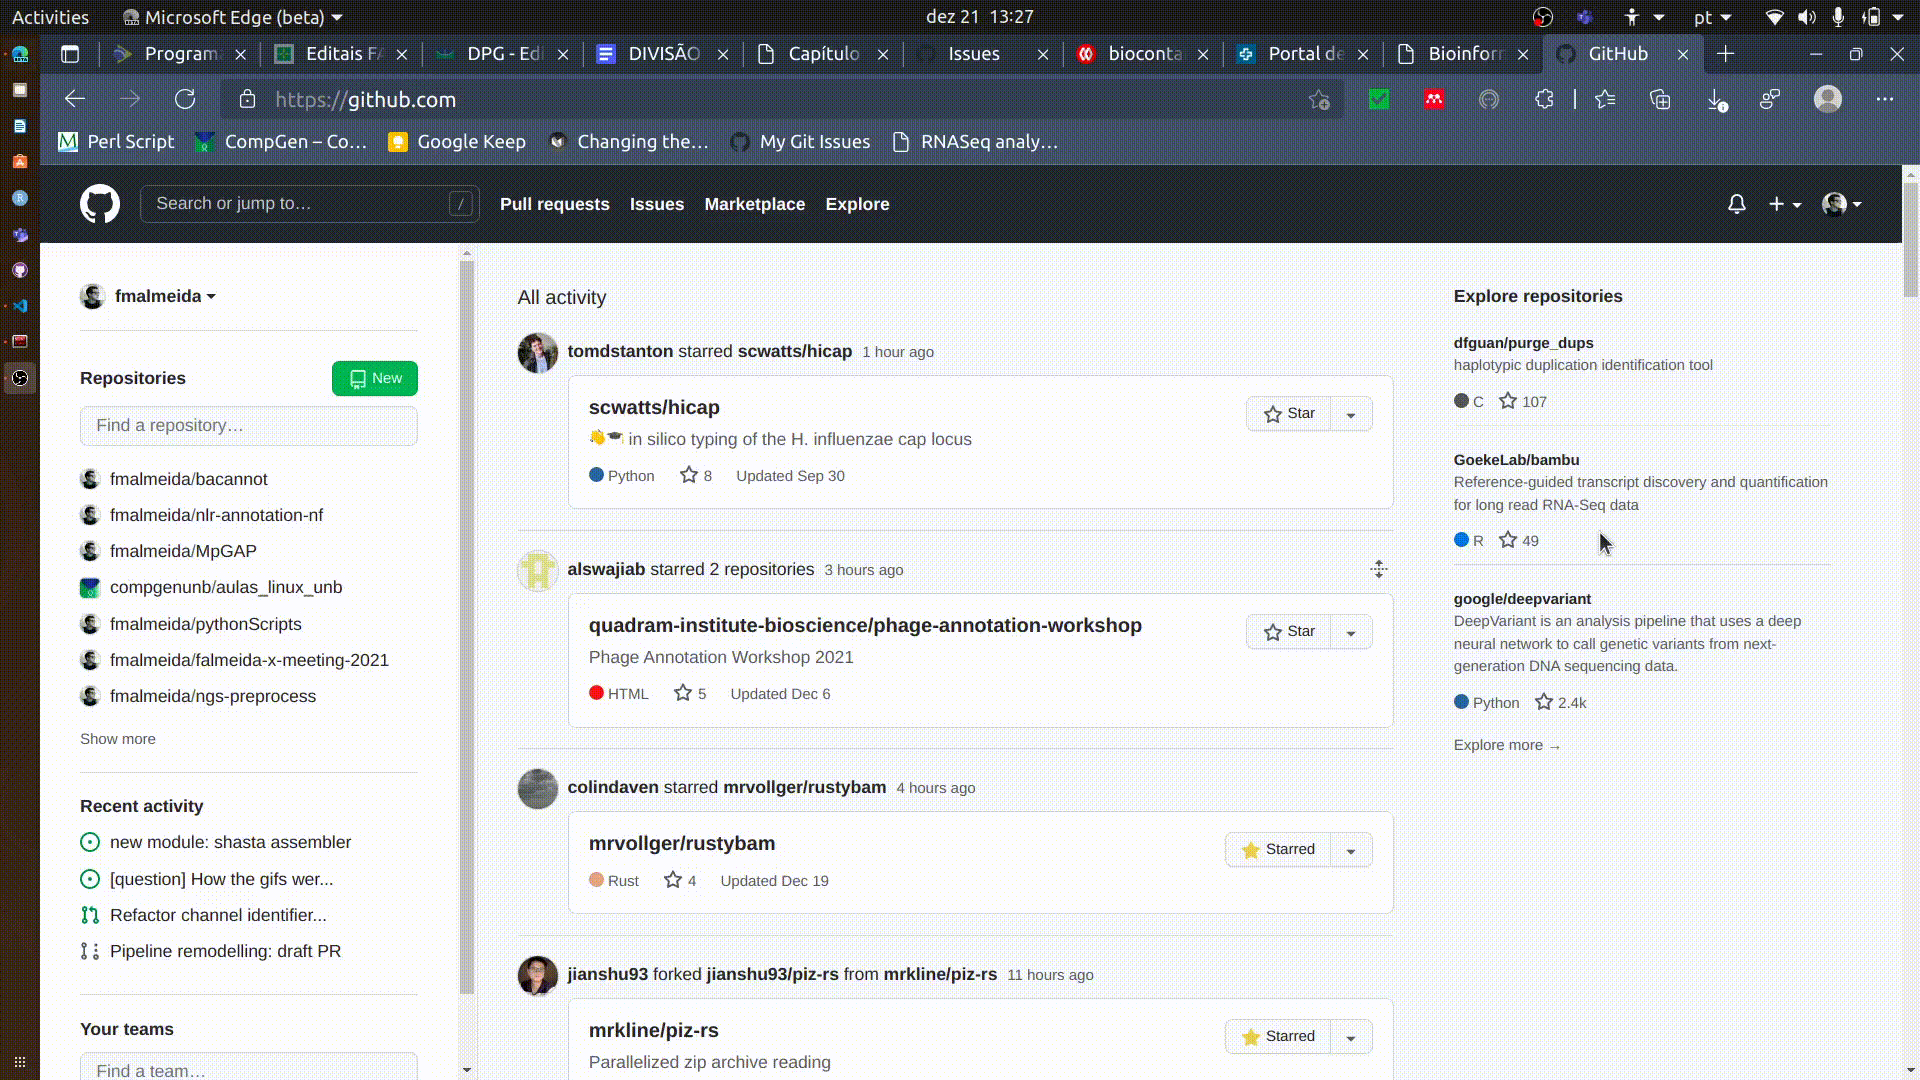 Activities
Microsoft Edge (beta)
dez 21 13:27
pt
Program
Editais FA
DPG - Edi
DIVISÃO
Capítulo
Issues
bioconta
Portal de
Bioinforr
GitHub
https://github.com
Perl Script
CompGen – Co...
Google Keep
Changing the...
My Git Issues
RNASeq analy...
Search or jump to...
/
Pull requests
Issues
Marketplace
Explore
fmalmeida
Repositories
New
Find a repository...
fmalmeida/bacannot
fmalmeida/nlr-annotation-nf
fmalmeida/MpGAP
compgenunb/aulas_linux_unb
fmalmeida/pythonScripts
fmalmeida/falmeida-x-meeting-2021
fmalmeida/ngs-preprocess
Show more
Recent activity
new module: shasta assembler
[question] How the gifs wer...
Refactor channel identifier...
Pipeline remodelling: draft PR
Your teams
Find a team...
All activity
tomdstanton starred scwatts/hicap 1 hour ago
scwatts/hicap
Star
in silico typing of the H. influenzae cap locus
Python 8 Updated Sep 30
alswajiab starred 2 repositories 3 hours ago
quadram-institute-bioscience/phage-annotation-workshop
Star
Phage Annotation Workshop 2021
HTML 5 Updated Dec 6
colindaven starred mrvollger/rustybam 4 hours ago
mrvollger/rustybam
Starred
Rust 4 Updated Dec 19
jianshu93 forked jianshu93/piz-rs from mrkline/piz-rs 11 hours ago
mrkline/piz-rs
Starred
Parallelized zip archive reading
Explore repositories
dfguan/purge_dups
haplotypic duplication identification tool
C 107
GoekeLab/bambu
Reference-guided transcript discovery and quantification
for long read RNA-Seq data
R 49
google/deepvariant
DeepVariant is an analysis pipeline that uses a deep
neural network to call genetic variants from next-
generation DNA sequencing data.
Python 2.4k
Explore more →